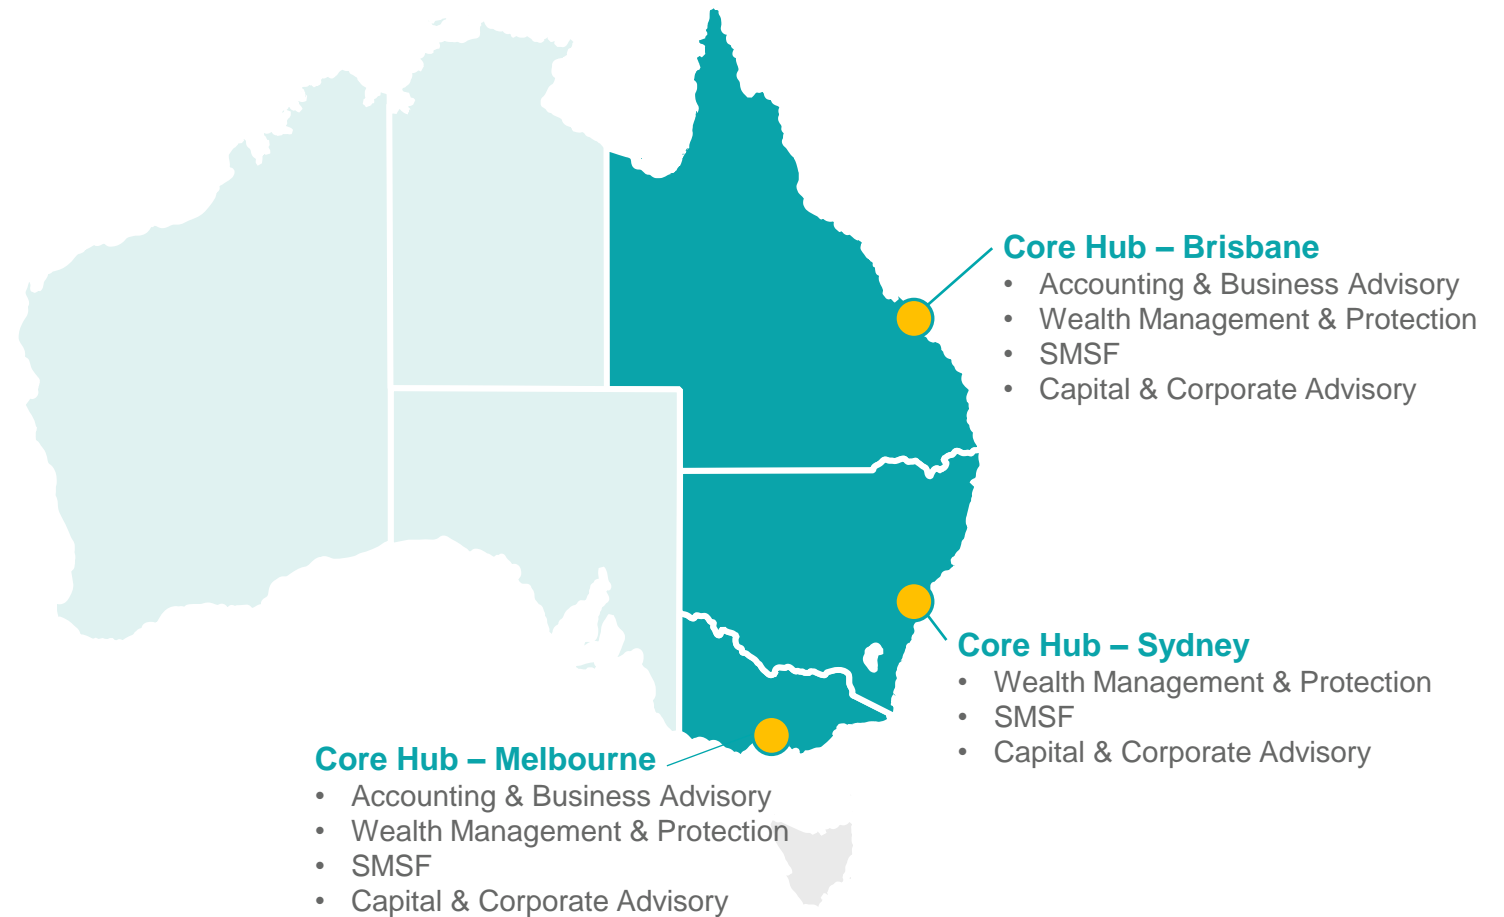 Core Hub – Brisbane
• Accounting & Business Advisory
• Wealth Management & Protection
• SMSF
• Capital & Corporate Advisory
Core Hub – Sydney
• Wealth Management & Protection
• SMSF
• Capital & Corporate Advisory
Core Hub – Melbourne
• Accounting & Business Advisory
• Wealth Management & Protection
• SMSF
• Capital & Corporate Advisory